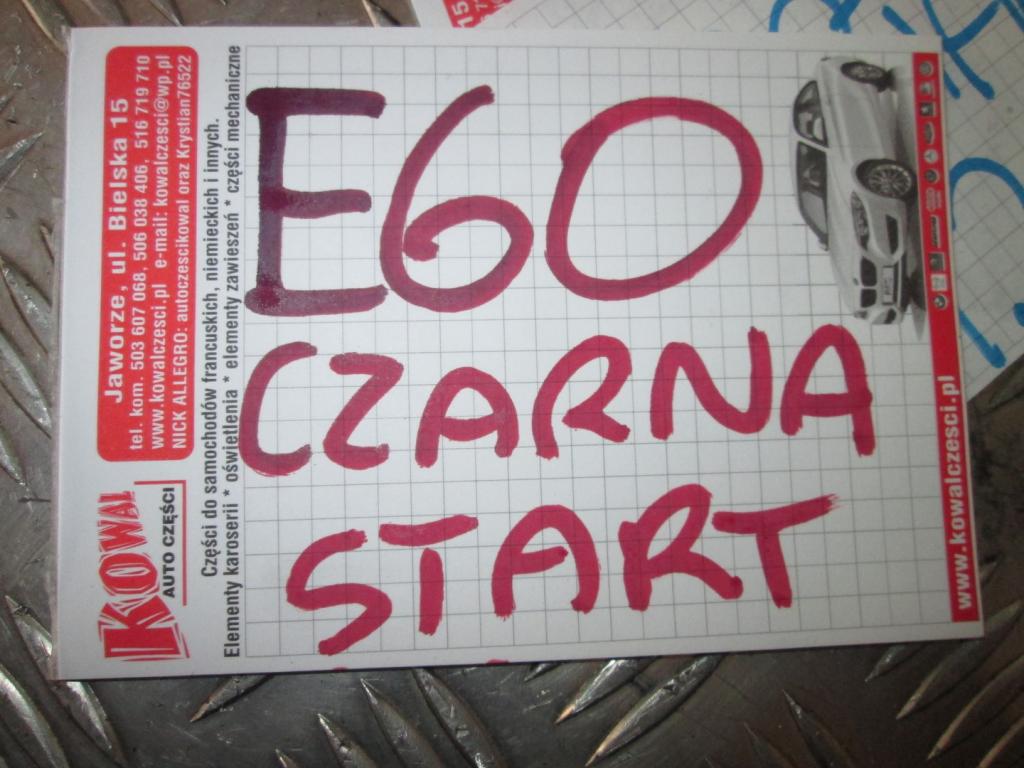 KOWAL
AUTO CZĘŚCI
Jaworze, ul. Bielska 15
tel. kom. 503 607 068, 506 038 406, 516 719 710
www.kowalczesci.pl e-mail: kowalczesci@wp.pl
NICK ALLEGRO: autoczescikowal oraz Krystian76522
Części do samochodów francuskich, niemieckich i innych.
Elementy karoserii * oświetlenia * elementy zawieszeń * części mechaniczne
E60
CZARNA
START
www.kowalczesci.pl
15